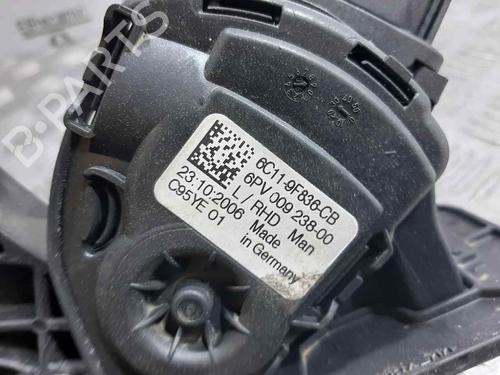 6C11-9F836-CB
6PV 009 238-00
L / RHD Man
23:10:2006 Made
C95YE 01 in Germany
B-PARTS